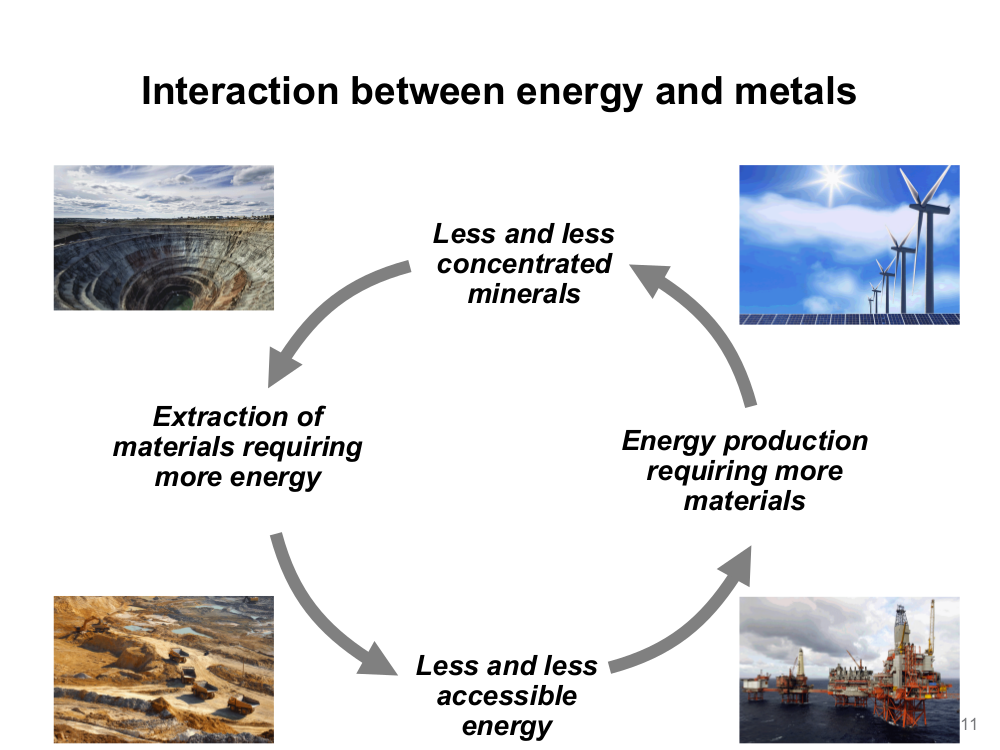 Interaction between energy and metals
Less and less
concentrated
minerals
Extraction of
materials requiring
more energy
Energy production
requiring more
materials
Less and less
accessible
energy
11